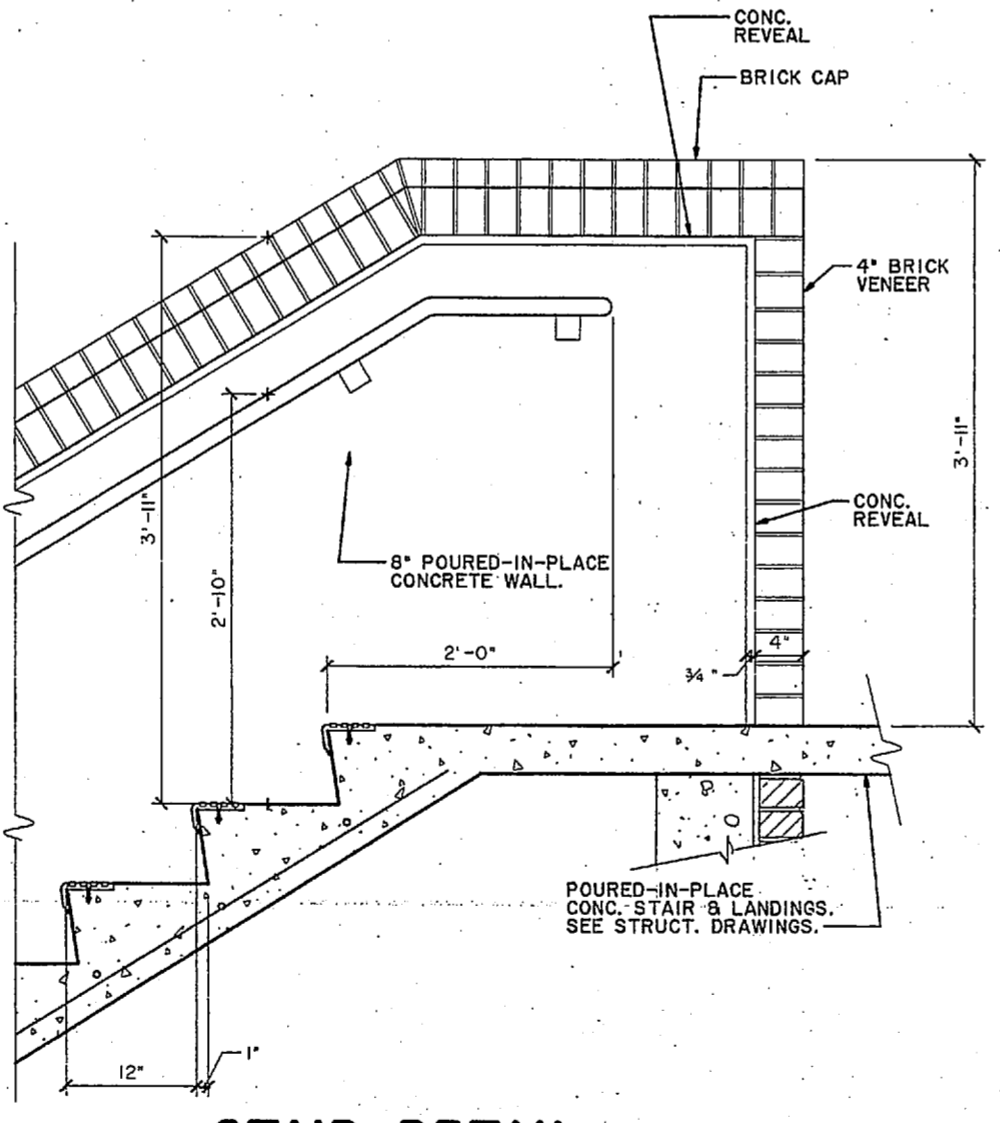 CONC.
REVEAL
BRICK CAP
4" BRICK
VENEER
3'-11"
3'-11"
CONC.
REVEAL
8" POURED-IN-PLACE
CONCRETE WALL.
2'-10"
2'-0"
4"
3/4 "
POURED-IN-PLACE
CONC. STAIR & LANDINGS.
SEE STRUCT. DRAWINGS.
1"
12"